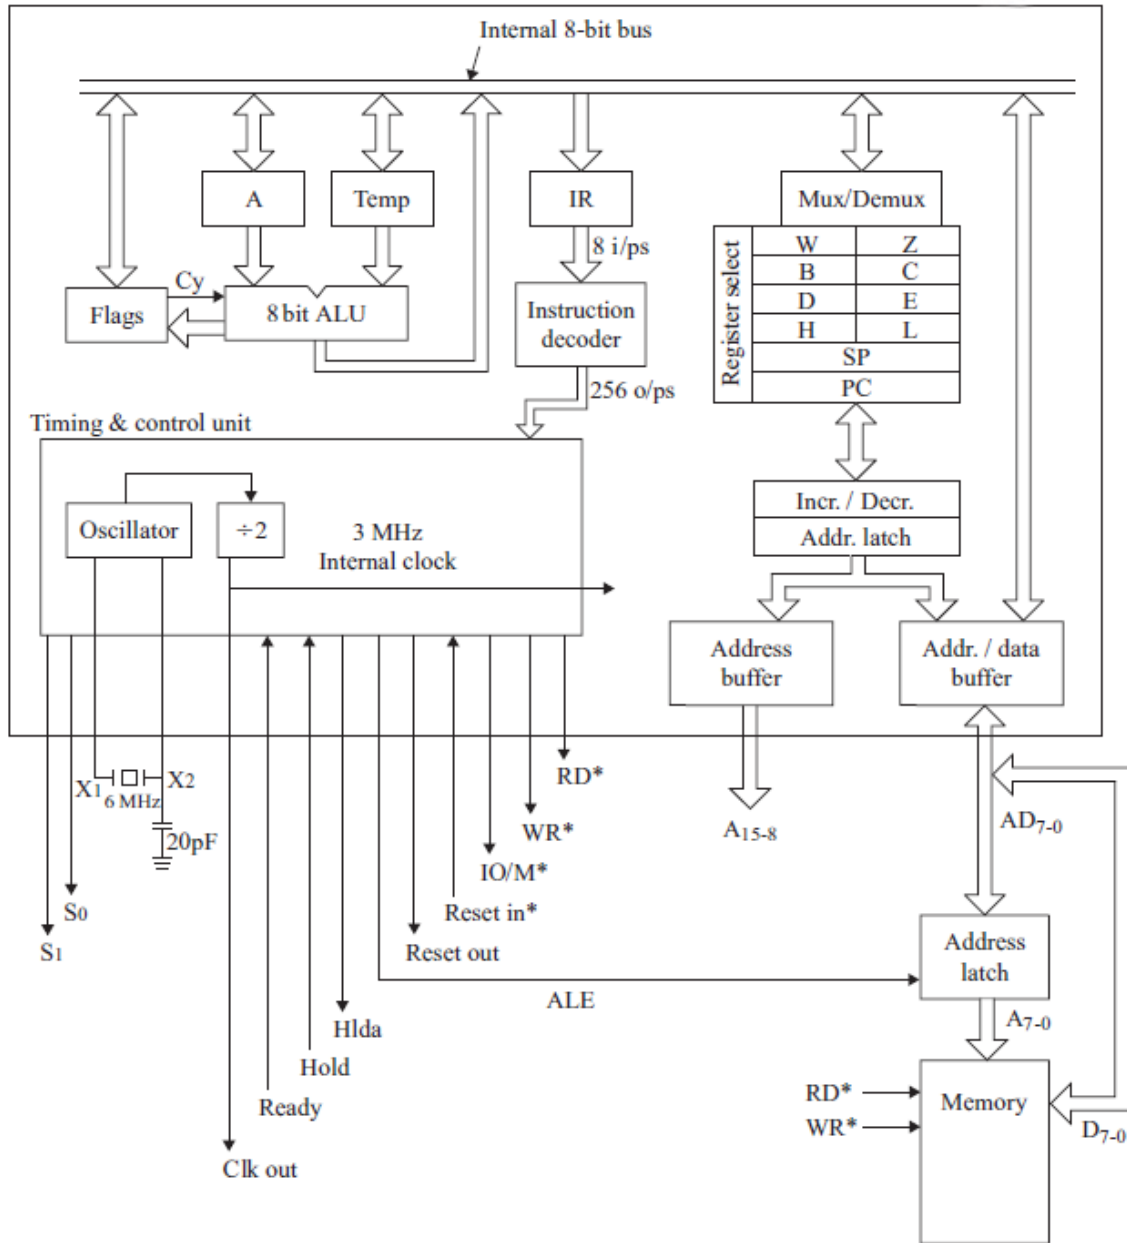 Internal 8-bit bus
A
Temp
IR
Mux/Demux
8 i/ps
Register select
W Z
B C
D E
H L
SP
PC
Cy
Flags
8 bit ALU
Instruction
decoder
256 o/ps
Timing & control unit
Oscillator
÷2
3 MHz
Internal clock
Incr. / Decr.
Addr. latch
Address
buffer
Addr. / data
buffer
X1
6 MHz
X2
20pF
RD*
WR*
IO/M*
Reset in*
Reset out
S0
S1
A15-8
AD7-0
Address
latch
ALE
A7-0
Hlda
Hold
Ready
Clk out
RD*
WR*
Memory
D7-0